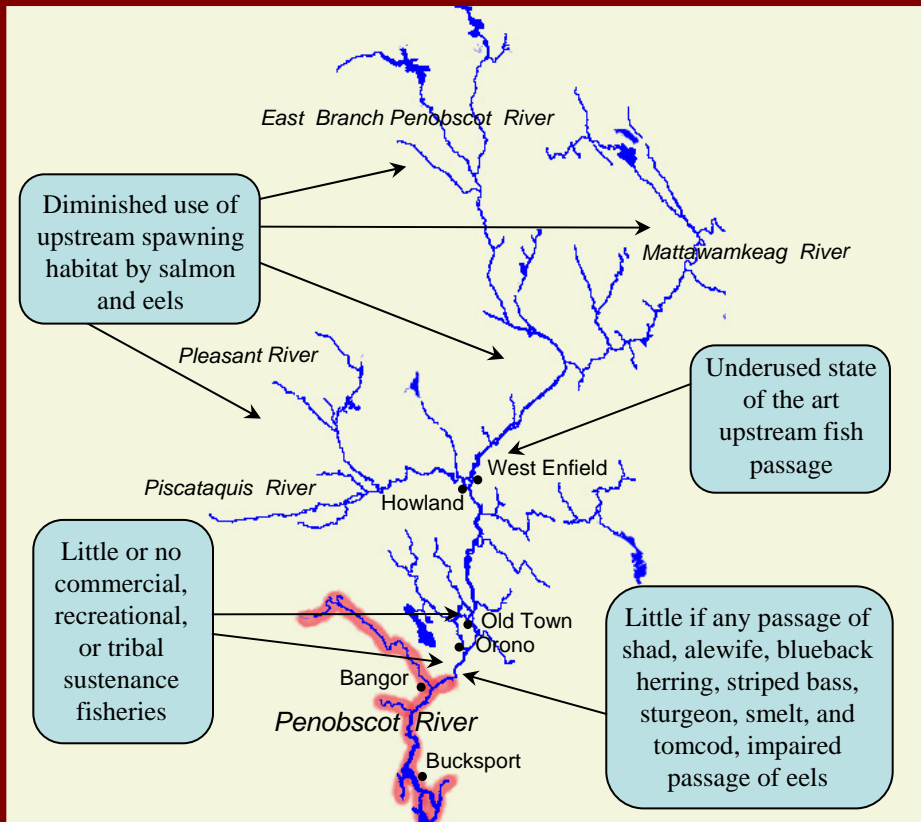 East Branch Penobscot River
Diminished use of
upstream spawning
habitat by salmon
and eels
Mattawamkeag River
Pleasant River
Underused state
of the art
upstream fish
passage
West Enfield
Howland
Piscataquis River
Little or no
commercial,
recreational,
or tribal
sustenance
fisheries
Old Town
Orono
Bangor
Penobscot River
Bucksport
Little if any passage of
shad, alewife, blueback
herring, striped bass,
sturgeon, smelt, and
tomcod, impaired
passage of eels